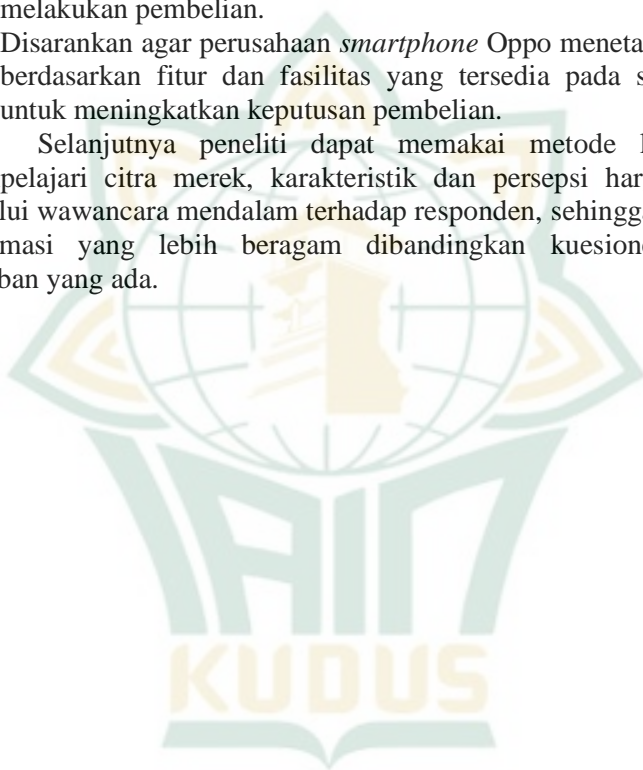 melakukan pembelian.
Disarankan agar perusahaan smartphone Oppo meneta
berdasarkan fitur dan fasilitas yang tersedia pada s
untuk meningkatkan keputusan pembelian.
Selanjutnya peneliti dapat memakai metode l
pelajari citra merek, karakteristik dan persepsi har
lui wawancara mendalam terhadap responden, sehingga
masi yang lebih beragam dibandingkan kuesion
ban yang ada.
IAIN
KUDUS